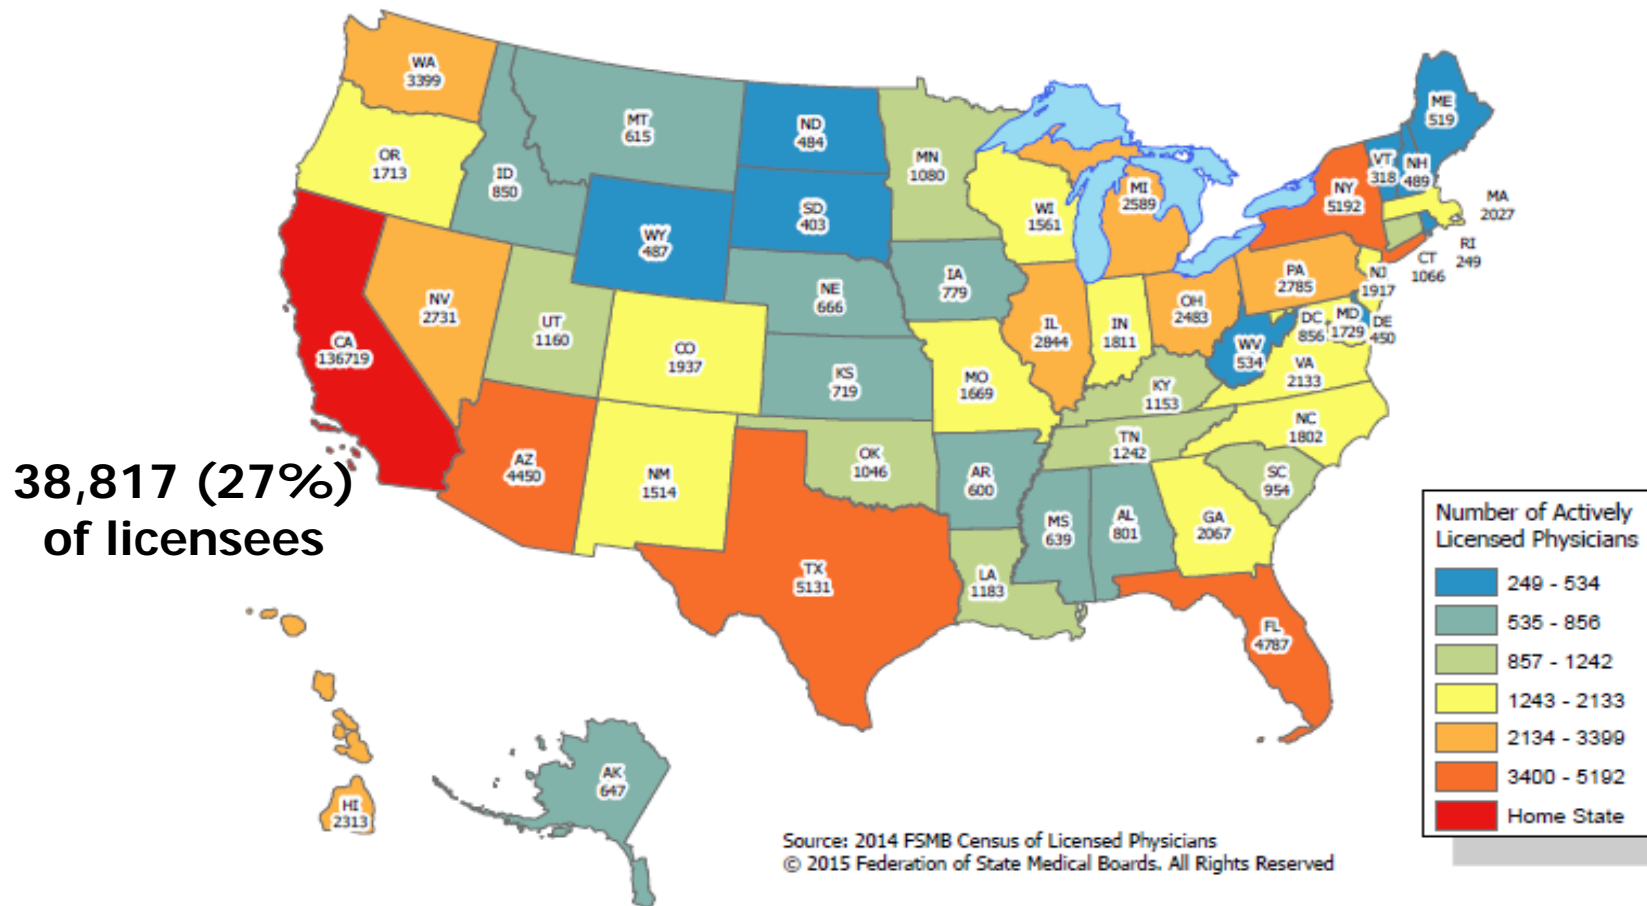 WA
3399
MT
615
ND
484
ME
519
OR
1713
ID
850
MN
1080
VT
318
NH
489
MI
2589
NY
5192
MA
2027
SD
403
WI
1561
WY
487
RI
249
CT
1066
IA
779
PA
2785
NJ
1917
NE
666
NV
2731
UT
1160
OH
2483
IL
2844
IN
1811
DC
856
MD
1729
DE
450
CA
136719
CO
1937
WV
534
VA
2133
KS
719
MO
1669
KY
1153
NC
1802
TN
1242
38,817 (27%)
of licensees
AZ
4450
NM
1514
OK
1046
AR
600
SC
954
MS
639
AL
801
GA
2067
TX
5131
LA
1183
FL
4787
Number of Actively
Licensed Physicians
249 - 534
535 - 856
857 - 1242
1243 - 2133
2134 - 3399
3400 - 5192
Home State
AK
647
HI
2313
Source: 2014 FSMB Census of Licensed Physicians
© 2015 Federation of State Medical Boards. All Rights Reserved